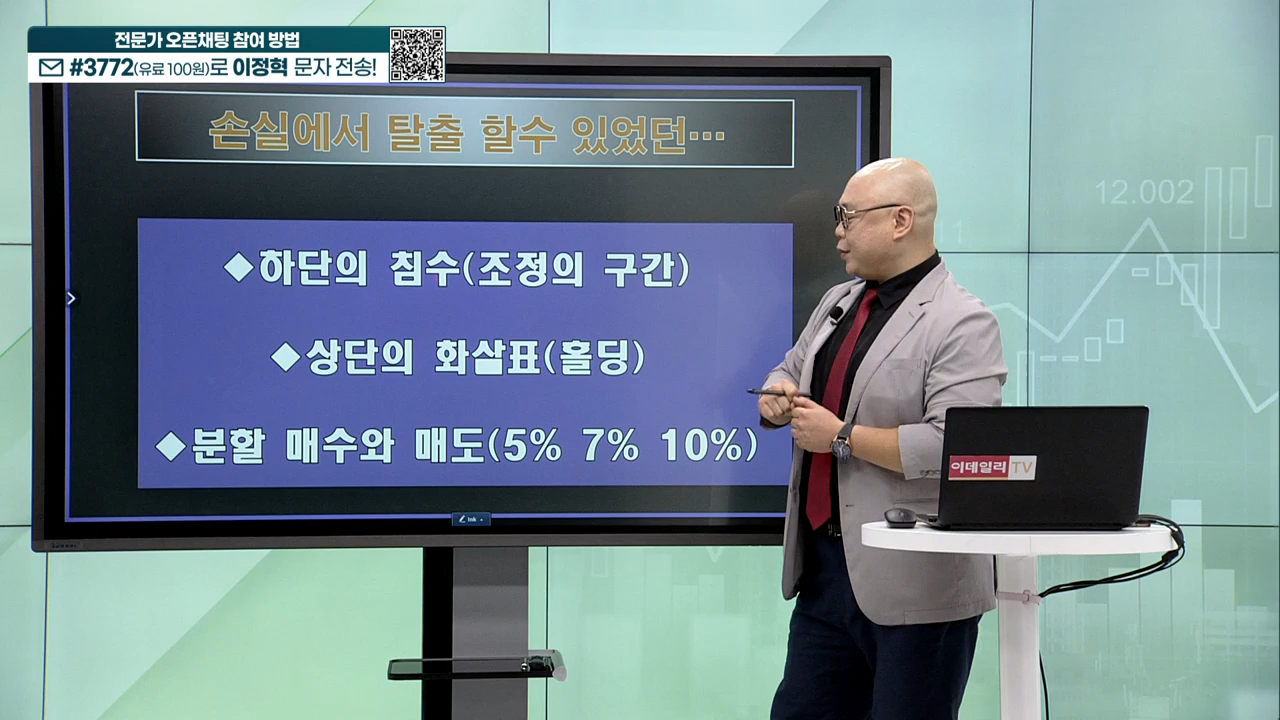 전문가 오픈채팅 참여 방법
#3772(유료 100원)로 이정혁 문자 전송!
손실에서 탈출 할수 있었던…
◆하단의 침수(조정의 구간)
◆상단의 화살표(홀딩)
◆분할 매수와 매도(5% 7% 10%)
Ink
12.002
이데일리TV